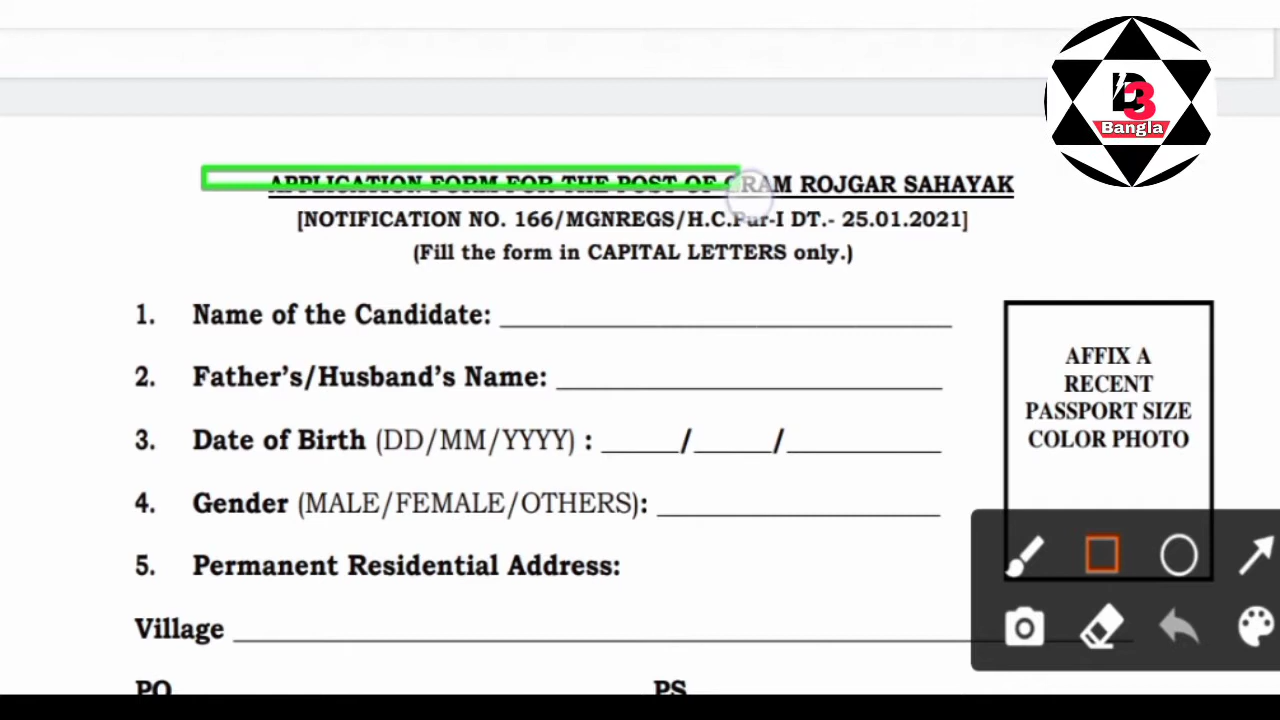 D3
Bangla
APPLICATION FORM FOR THE POST OF GRAM ROJGAR SAHAYAK
[NOTIFICATION NO. 166/MGNREGS/H.C.Pur-I DT.- 25.01.2021]
(Fill the form in CAPITAL LETTERS only.)
1. Name of the Candidate:
2. Father's/Husband's Name:
3. Date of Birth (DD/MM/YYYY) : / /
4. Gender (MALE/FEMALE/OTHERS):
5. Permanent Residential Address:
Village
PO PS
AFFIX A
RECENT
PASSPORT SIZE
COLOR PHOTO